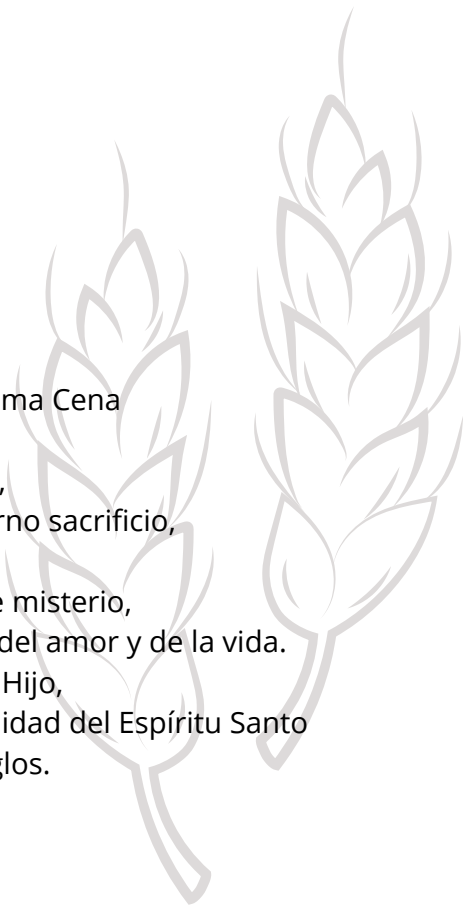 ma Cena
,
rno sacrificio,
e misterio,
del amor y de la vida.
Hijo,
idad del Espíritu Santo
glos.